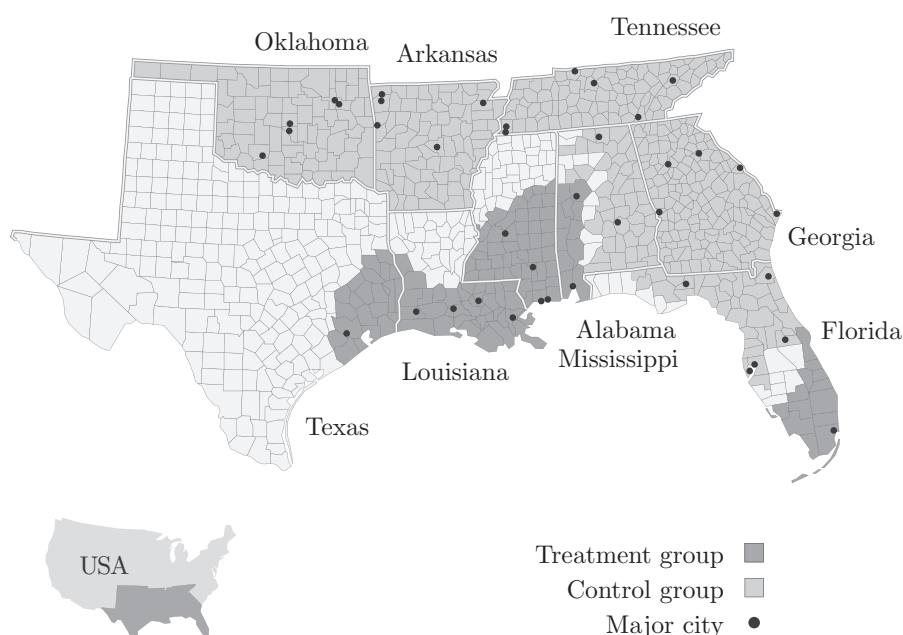 Tennessee
Oklahoma
Arkansas
Georgia
Alabama
Florida
Mississippi
Louisiana
Texas
USA
Treatment group
Control group
Major city